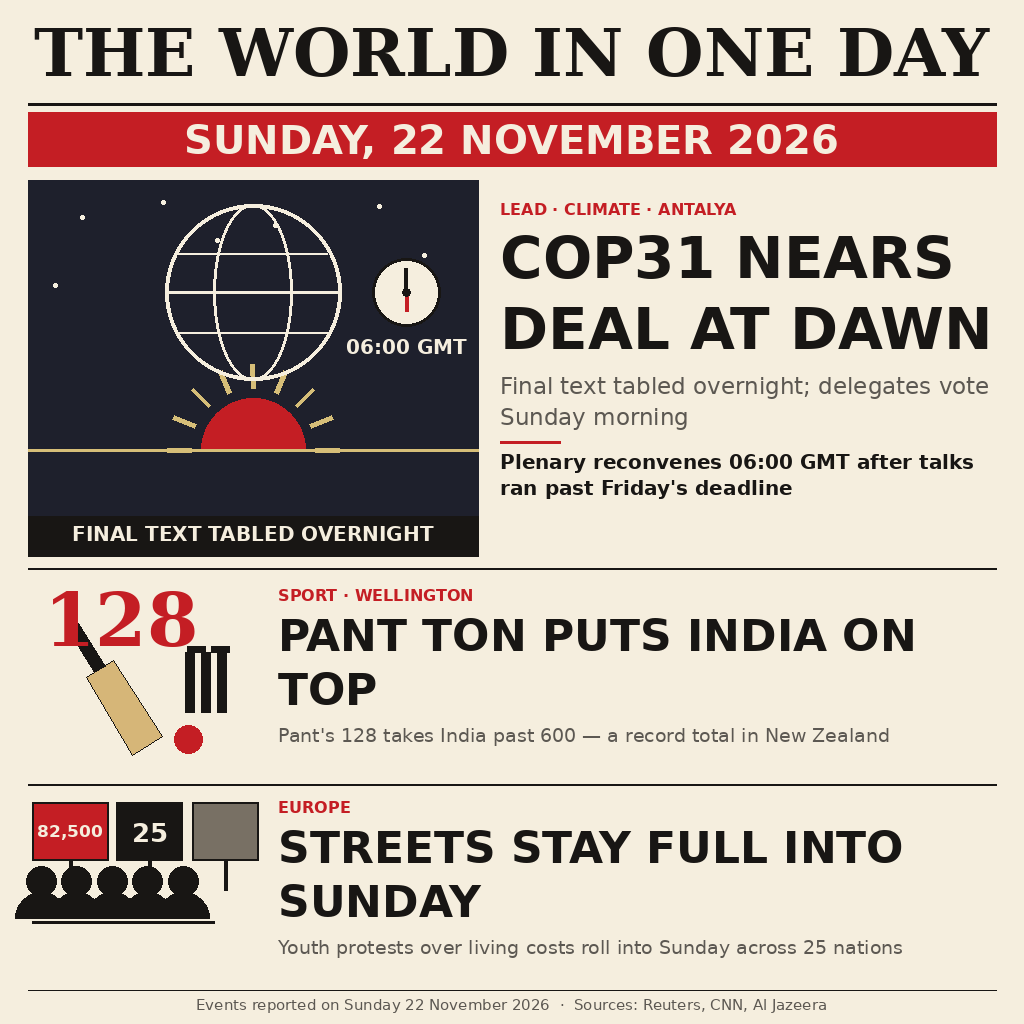 THE WORLD IN ONE DAY
SUNDAY, 22 NOVEMBER 2026
06:00 GMT
FINAL TEXT TABLED OVERNIGHT
LEAD · CLIMATE · ANTALYA
COP31 NEARS
DEAL AT DAWN
Final text tabled overnight; delegates vote
Sunday morning
Plenary reconvenes 06:00 GMT after talks
ran past Friday's deadline
128
SPORT · WELLINGTON
PANT TON PUTS INDIA ON
TOP
Pant's 128 takes India past 600 — a record total in New Zealand
82,500
25
EUROPE
STREETS STAY FULL INTO
SUNDAY
Youth protests over living costs roll into Sunday across 25 nations
Events reported on Sunday 22 November 2026 · Sources: Reuters, CNN, Al Jazeera